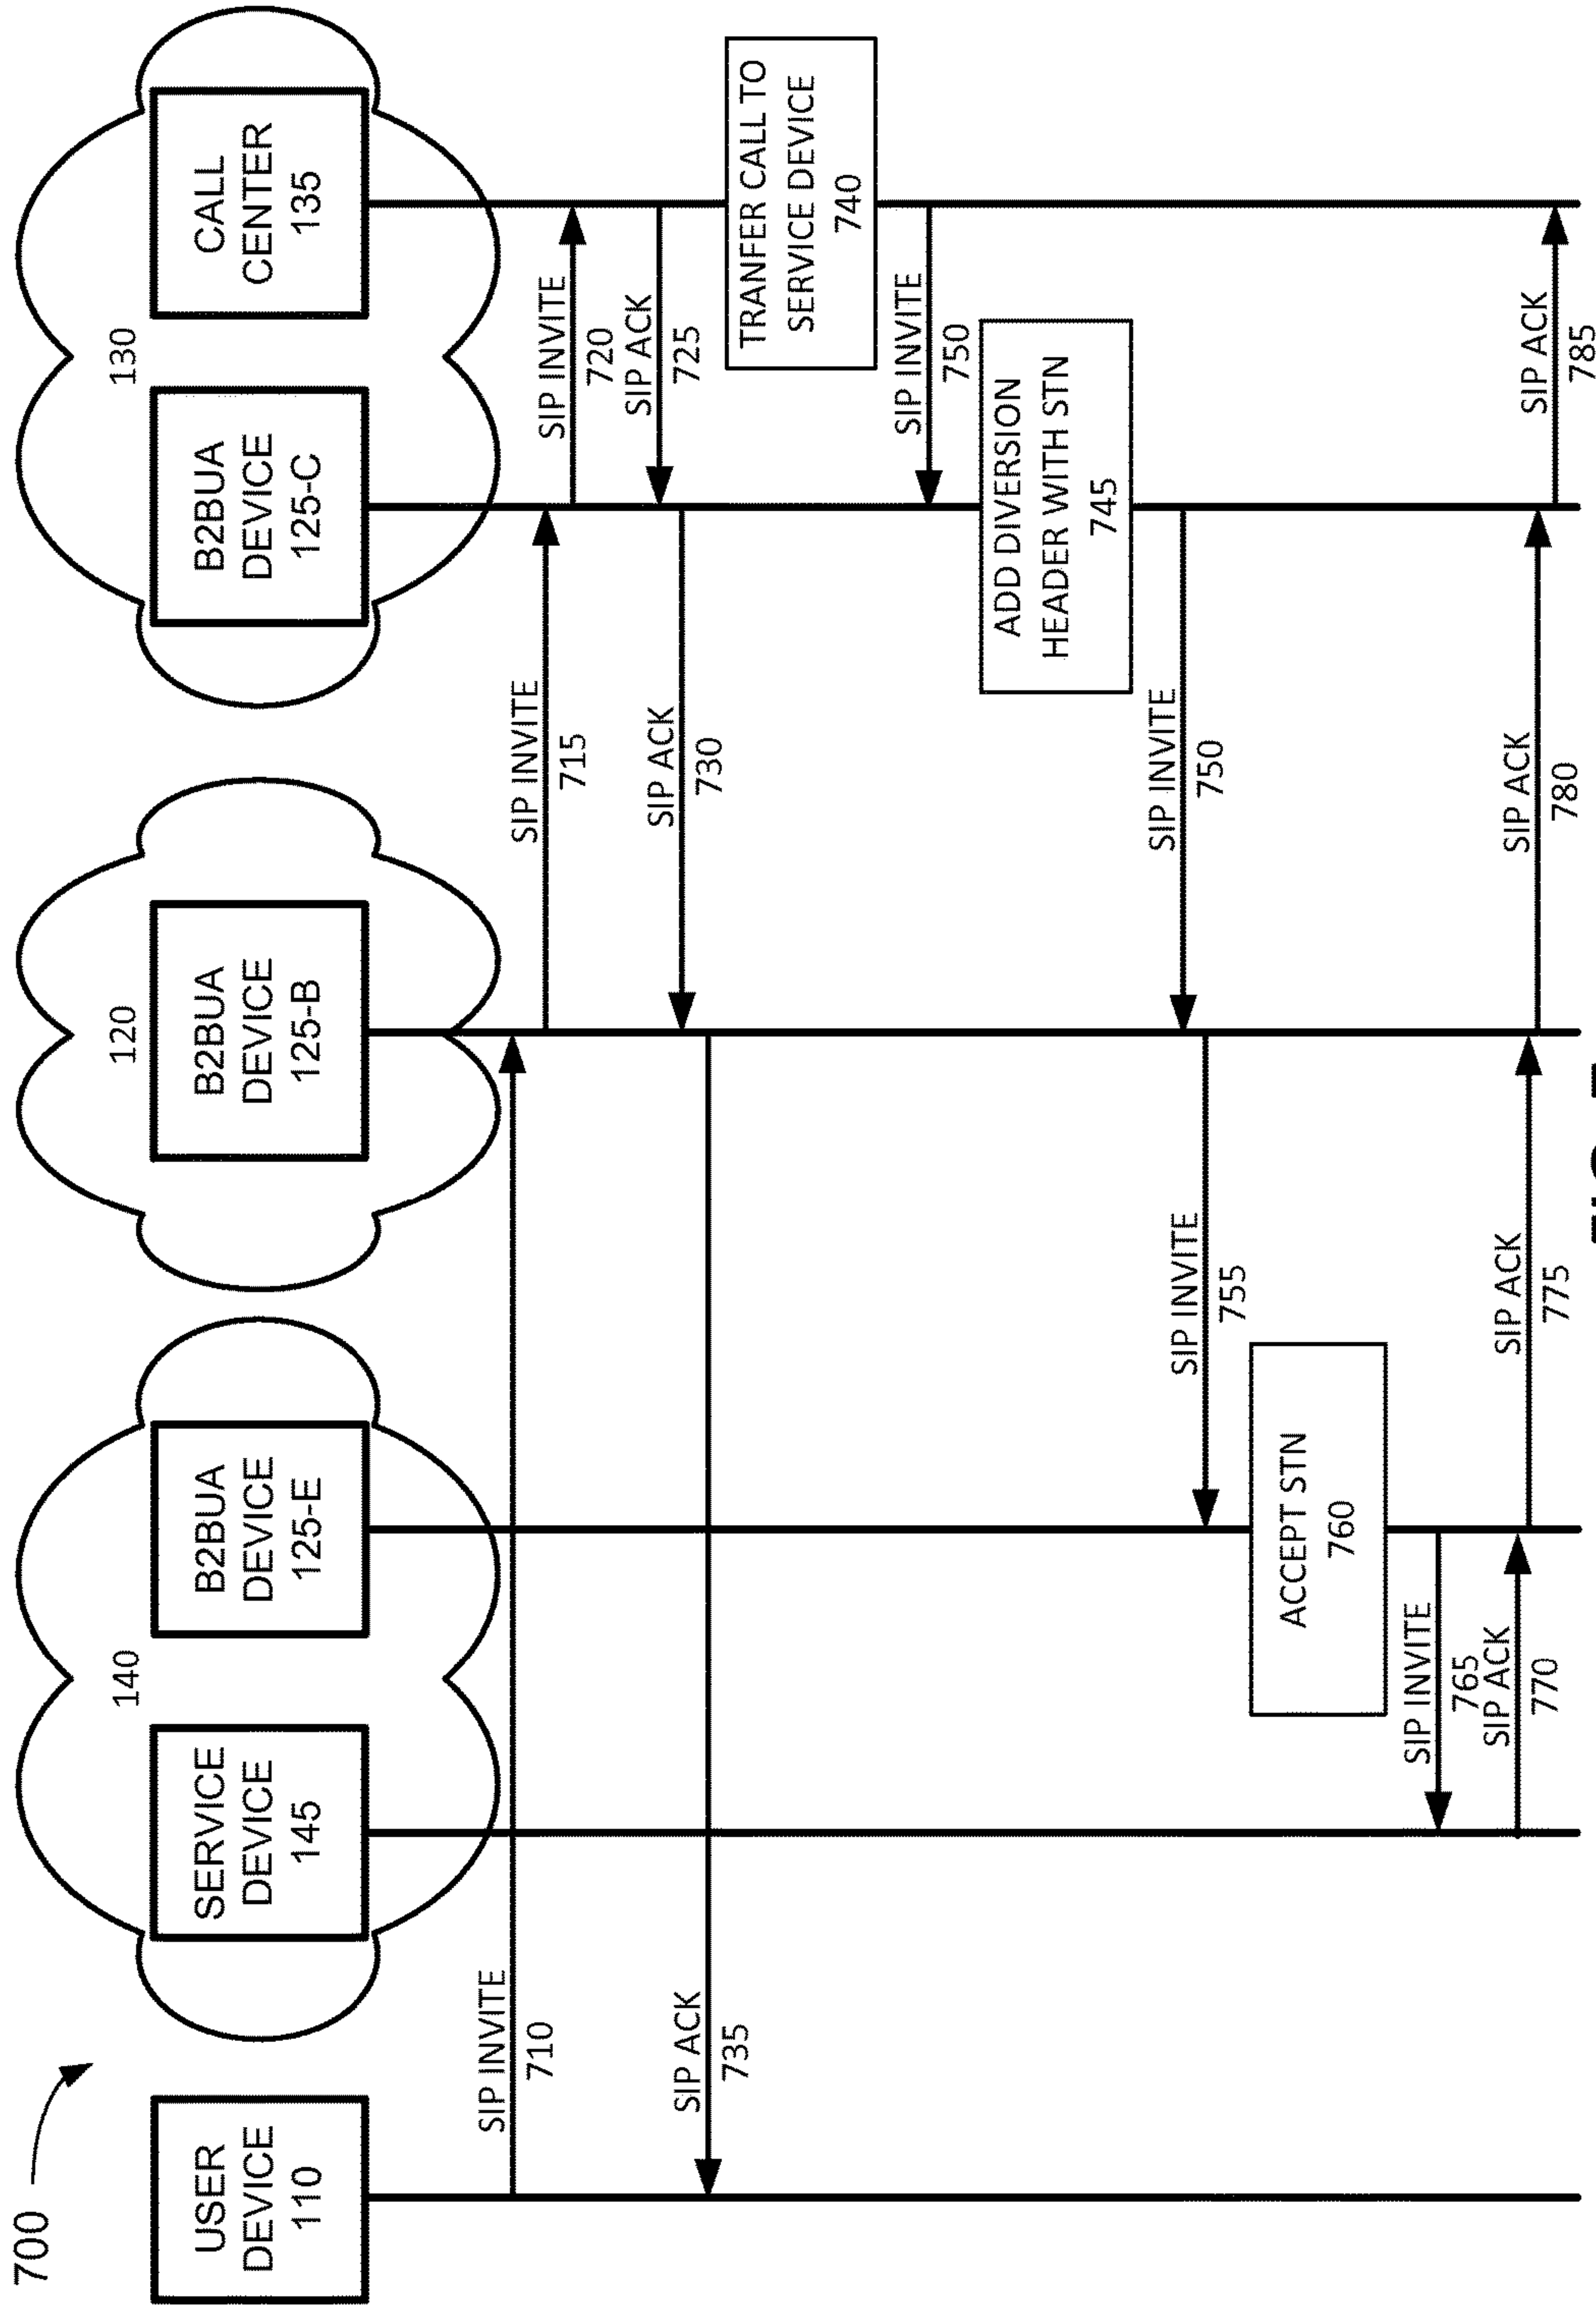 700
USER
DEVICE
110
140
SERVICE
DEVICE
145
B2BUA
DEVICE
125-E
120
B2BUA
DEVICE
125-B
130
B2BUA
DEVICE
125-C
CALL
CENTER
135
SIP INVITE
710
SIP INVITE
715
SIP INVITE
720
SIP ACK
725
SIP ACK
730
SIP ACK
735
TRANFER CALL TO
SERVICE DEVICE
740
SIP INVITE
750
ADD DIVERSION
HEADER WITH STN
745
SIP INVITE
750
SIP INVITE
755
ACCEPT STN
760
SIP INVITE
765
SIP ACK
770
SIP ACK
775
SIP ACK
780
SIP ACK
785